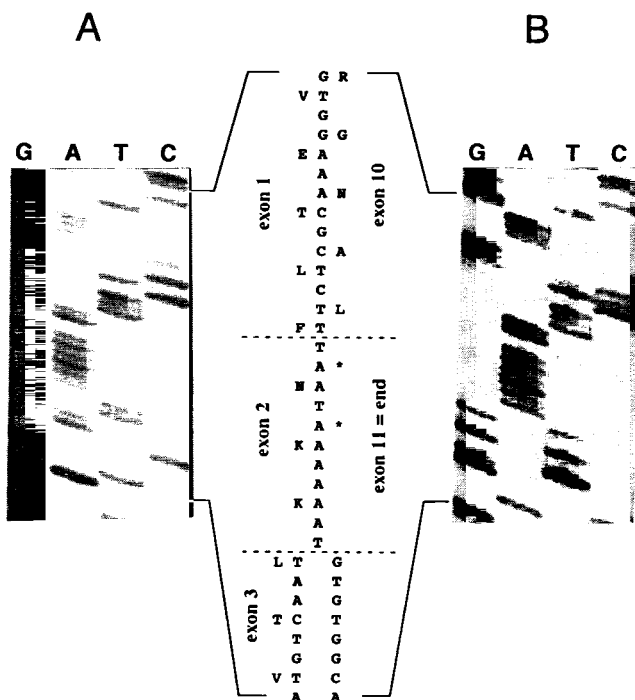 A B
G R
V T
G
G G
E A
A
A N
T C
G
C A
L T
C
T L
F T
exon 1
exon 10
G A T C
G A T C
T
A *
N A
T
A *
K A
A
A
K A
A
T
exon 2
exon 11 = end
L T G
A T
A G
T C T
T G
G G
V T C
A A
exon 3